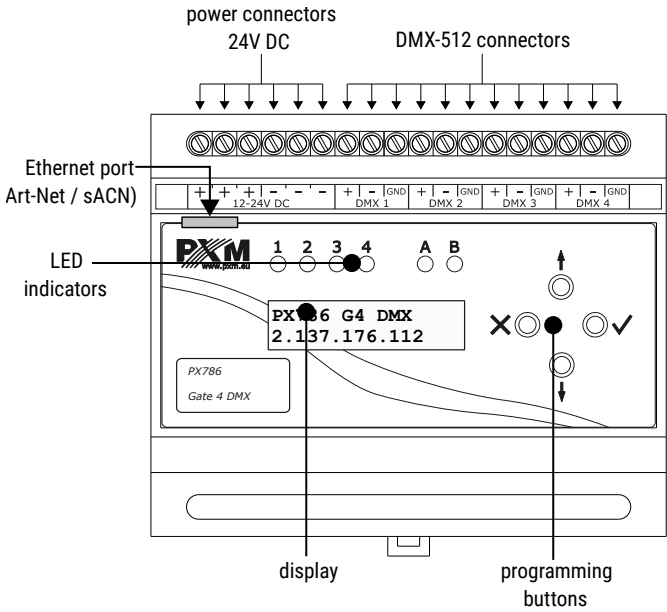 power connectors
24V DC
DMX-512 connectors
Ethernet port
Art-Net / sACN)
+ + + - - - + - GND + - GND + - GND + - GND
12-24V DC DMX 1 DMX 2 DMX 3 DMX 4
PXM
www.pxm.eu
1 2 3 4 A B
LED
indicators
PX786 G4 DMX
2.137.176.112
PX786
Gate 4 DMX
display
programming
buttons